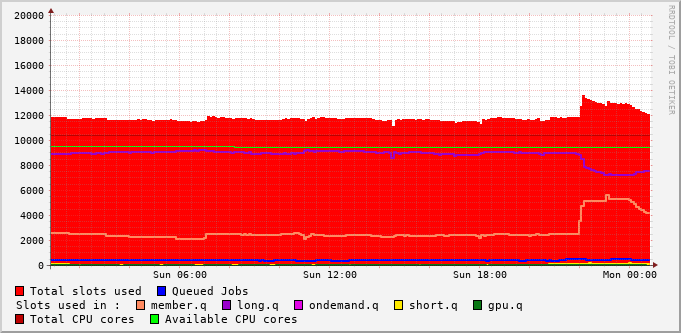 RRDTOOL / TOBI OETIKER
20000
18000
16000
14000
12000
10000
8000
6000
4000
2000
0
Sun 06:00 Sun 12:00 Sun 18:00 Mon 00:00
Total slots used Queued Jobs
Slots used in : member.q long.q ondemand.q short.q gpu.q
Total CPU cores Available CPU cores